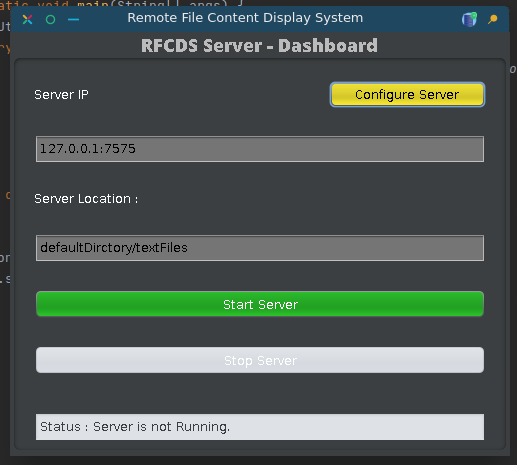 Remote File Content Display System
RFCDS Server - Dashboard
Server IP
Configure Server
127.0.0.1:7575
Server Location :
defaultDirctory/textFiles
Start Server
Stop Server
Status : Server is not Running.